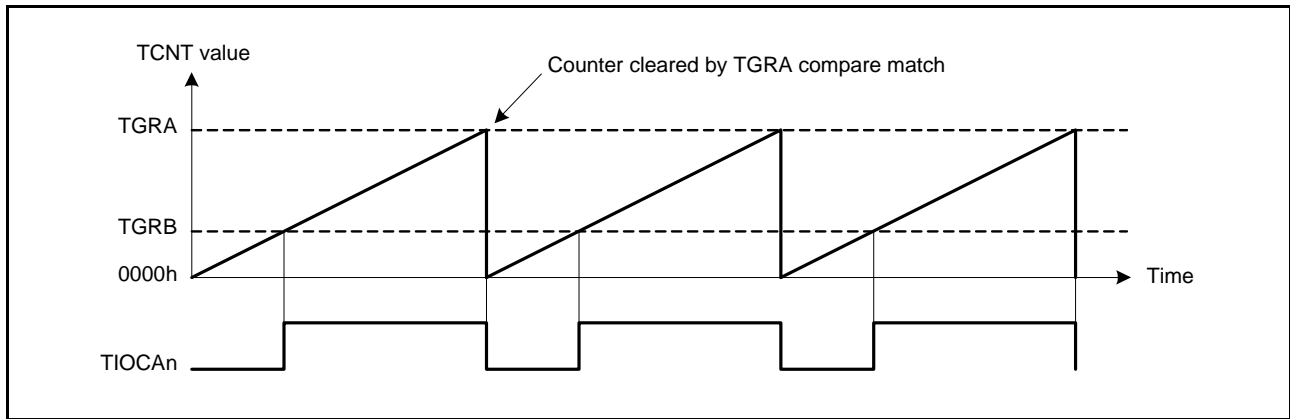 TCNT value
Counter cleared by TGRA compare match
TGRA
TGRB
0000h
Time
TIOCAn